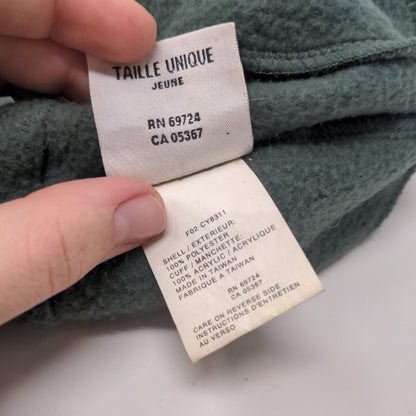 TAILLE UNIQUE
JEUNE
RN 69724
CA 05367
F02 CY8311
SHELL / EXTERIEUR:
100% POLYESTER
CUFF / MANCHETTE:
100% ACRYLIC / ACRYLIQUE
MADE IN TAIWAN
FABRIQUE A TAIWAN
RN 69724
CA 05367
CARE ON REVERSE SIDE
INSTRUCTIONS D'ENTRETIEN
AU VERSO